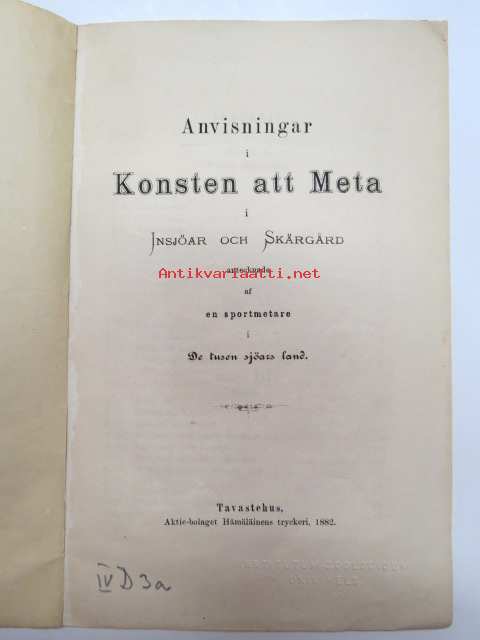 Anvisningar
i
Konsten att Meta
i
Insjöar och Skärgård
Antikvariaatti.net
af
en sportmetare
i
De tusen sjöars land.
Tavastehus,
Aktie-bolaget Hämäläinens tryckeri, 1882.
IV D 3a